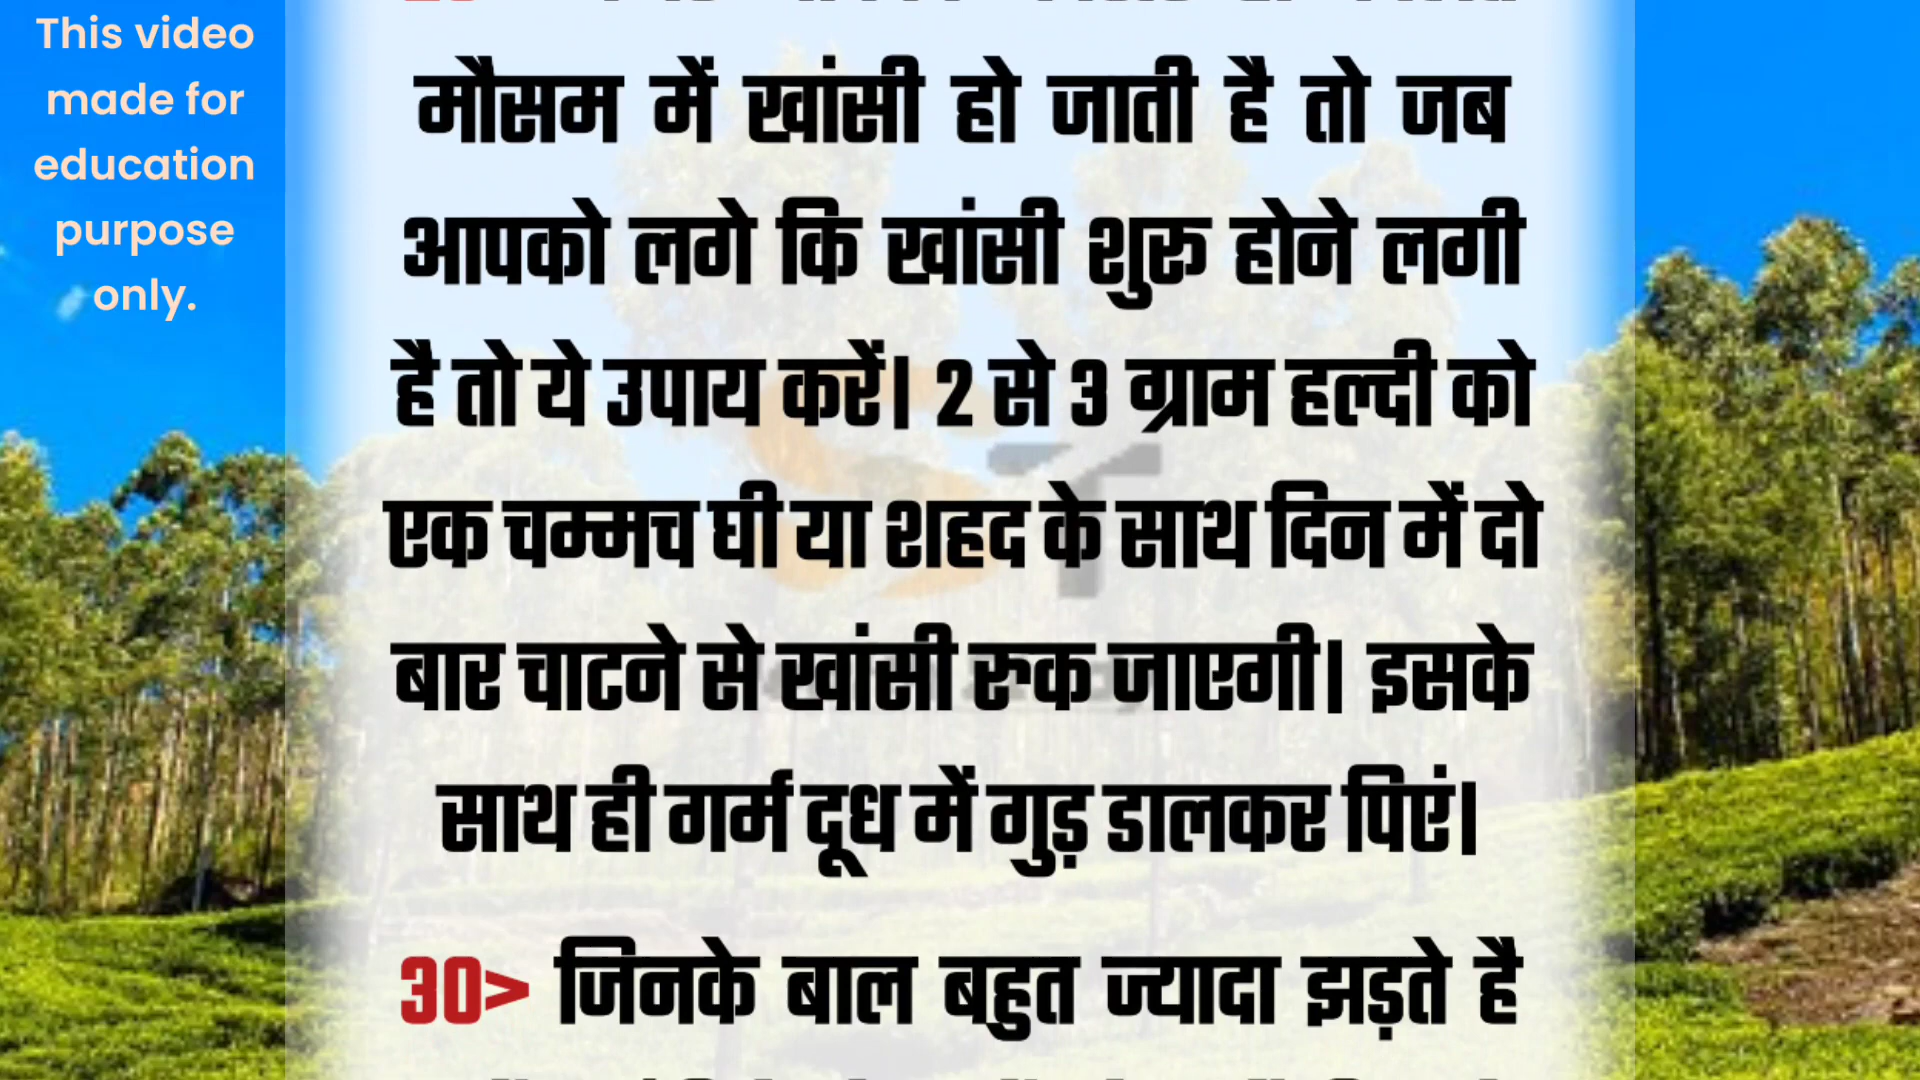 This video
made for
education
purpose
only.
मौसम में खांसी हो जाती है तो जब
आपको लगे कि खांसी शुरू होने लगी
है तो ये उपाय करें। 2 से 3 ग्राम हल्दी को
एक चम्मच घी या शहद के साथ दिन में दो
बार चाटने से खांसी रुक जाएगी। इसके
साथ ही गर्म दूध में गुड़ डालकर पिएं।
30> जिनके बाल बहुत ज्यादा झड़ते है